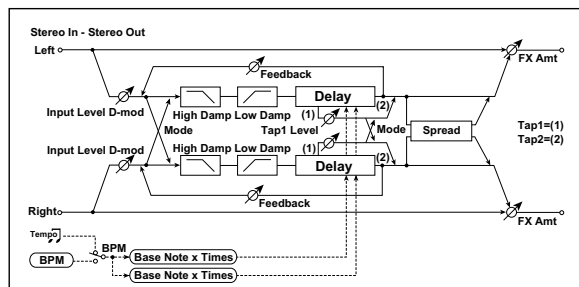 Stereo In - Stereo Out
Left
FX Amt
Feedback
Input Level D-mod
High Damp Low Damp
Delay
(1)
(2)
Mode
Tap1 Level
Mode
Spread
Tap1=(1)
Tap2=(2)
Input Level D-mod
High Damp Low Damp
(1)
Delay
(2)
Feedback
Right
FX Amt
Tempo
BPM
BPM
Base Note x Times
Base Note x Times